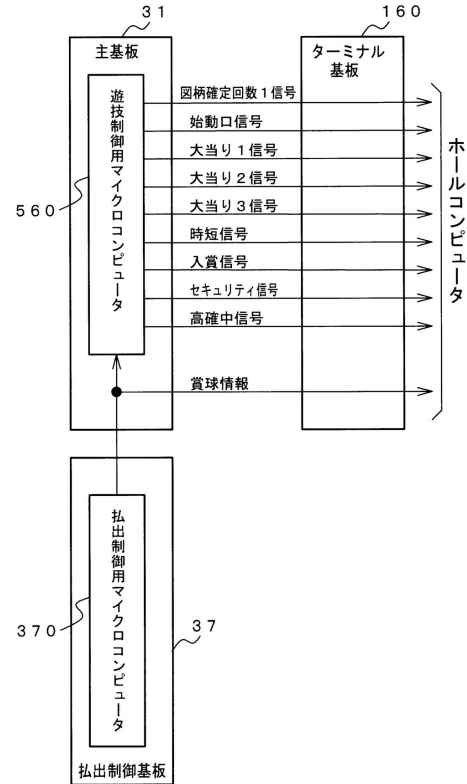 31
160
主基板
ターミナル
基板
遊技制御用マイクロコンピュータ
560
図柄確定回数1信号
始動口信号
大当り1信号
大当り2信号
大当り3信号
時短信号
入賞信号
セキュリティ信号
高確中信号
賞球情報
ホールコンピュータ
払出制御用マイクロコンピュータ
370
37
払出制御基板